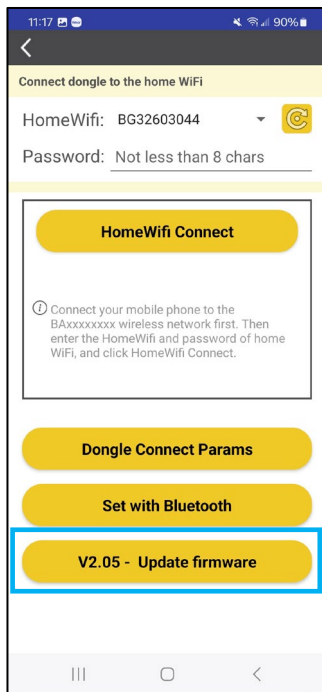 11:17 90%
Connect dongle to the home WiFi
HomeWifi: BG32603044
Password: Not less than 8 chars
HomeWifi Connect
Connect your mobile phone to the
BAxxxxxxxx wireless network first. Then
enter the HomeWifi and password of home
WiFi, and click HomeWifi Connect.
Dongle Connect Params
Set with Bluetooth
V2.05 - Update firmware